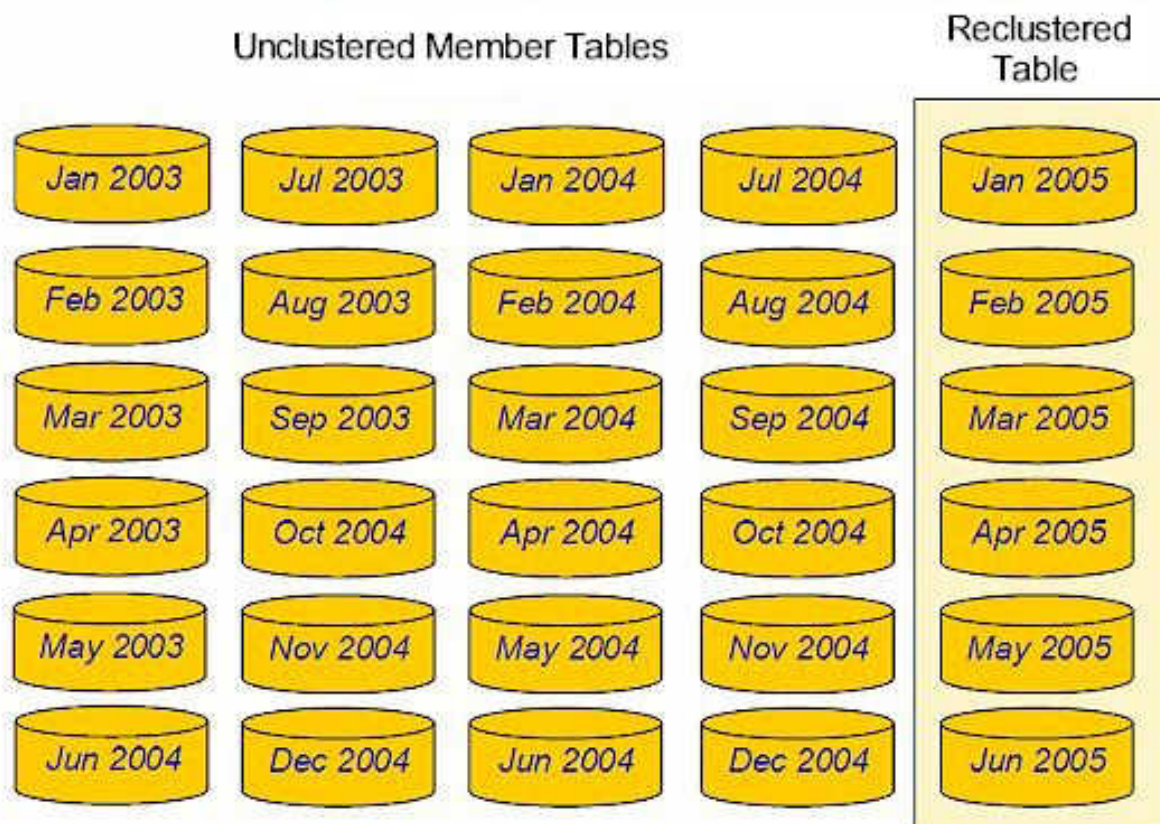 Unclustered Member Tables
Reclustered
Table
Jan 2003
Jul 2003
Jan 2004
Jul 2004
Jan 2005
Feb 2003
Aug 2003
Feb 2004
Aug 2004
Feb 2005
Mar 2003
Sep 2003
Mar 2004
Sep 2004
Mar 2005
Apr 2003
Oct 2004
Apr 2004
Oct 2004
Apr 2005
May 2003
Nov 2004
May 2004
Nov 2004
May 2005
Jun 2004
Dec 2004
Jun 2004
Dec 2004
Jun 2005